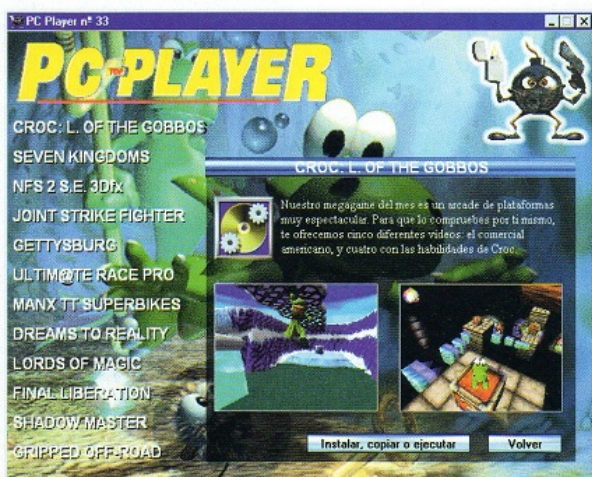 PC Player nº 33
PC PLAYER
CROC: L. OF THE GOBBOS
SEVEN KINGDOMS
NFS 2 S.E. 3Dfx
JOINT STRIKE FIGHTER
GETTYSBURG
ULTIM@TE RACE PRO
MANX TT SUPERBIKES
DREAMS TO REALITY
LORDS OF MAGIC
FINAL LIBERATION
SHADOW MASTER
GRIPPED OFF-ROAD
CROC: L. OF THE GOBBOS
Nuestro megagame del mes es un arcade de plataformas
muy espectacular. Para que lo compruebes por ti mismo,
te ofrecemos cinco diferentes vídeos: el comercial
americano, y cuatro con las habilidades de Croc.
Instalar, copiar o ejecutar
Volver